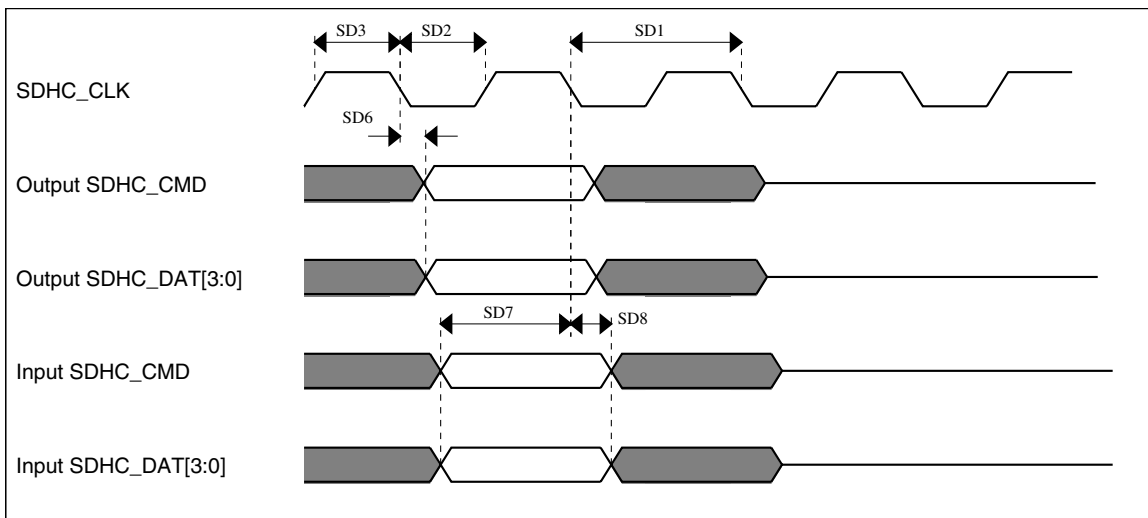 SD3
SD2
SD1
SDHC_CLK
SD6
Output SDHC_CMD
Output SDHC_DAT[3:0]
SD7
SD8
Input SDHC_CMD
Input SDHC_DAT[3:0]